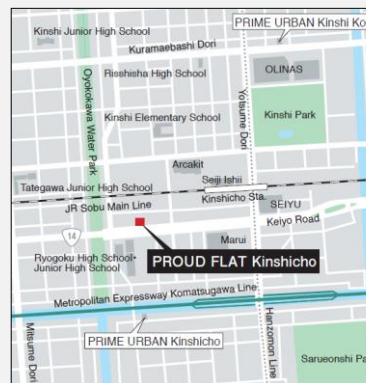 Kinshi Junior High School
PRIME URBAN Kinshi Ko
Kuramaebashi Dori
Oyokokawa Water Park
Risshisha High School
OLINAS
Yotsume Dori
Kinshi Elementary School
Kinshi Park
Arcakit
Seiji Ishii
Tategawa Junior High School
Kinshicho Sta.
JR Sobu Main Line
SEIYU
Keiyo Road
14
Marui
PROUD FLAT Kinshicho
Ryogoku High School•
Junior High School
Metropolitan Expressway Komatsugawa Line
Mitsume Dori
PRIME URBAN Kinshicho
Hanzomon Line
Sarueonshi Pa